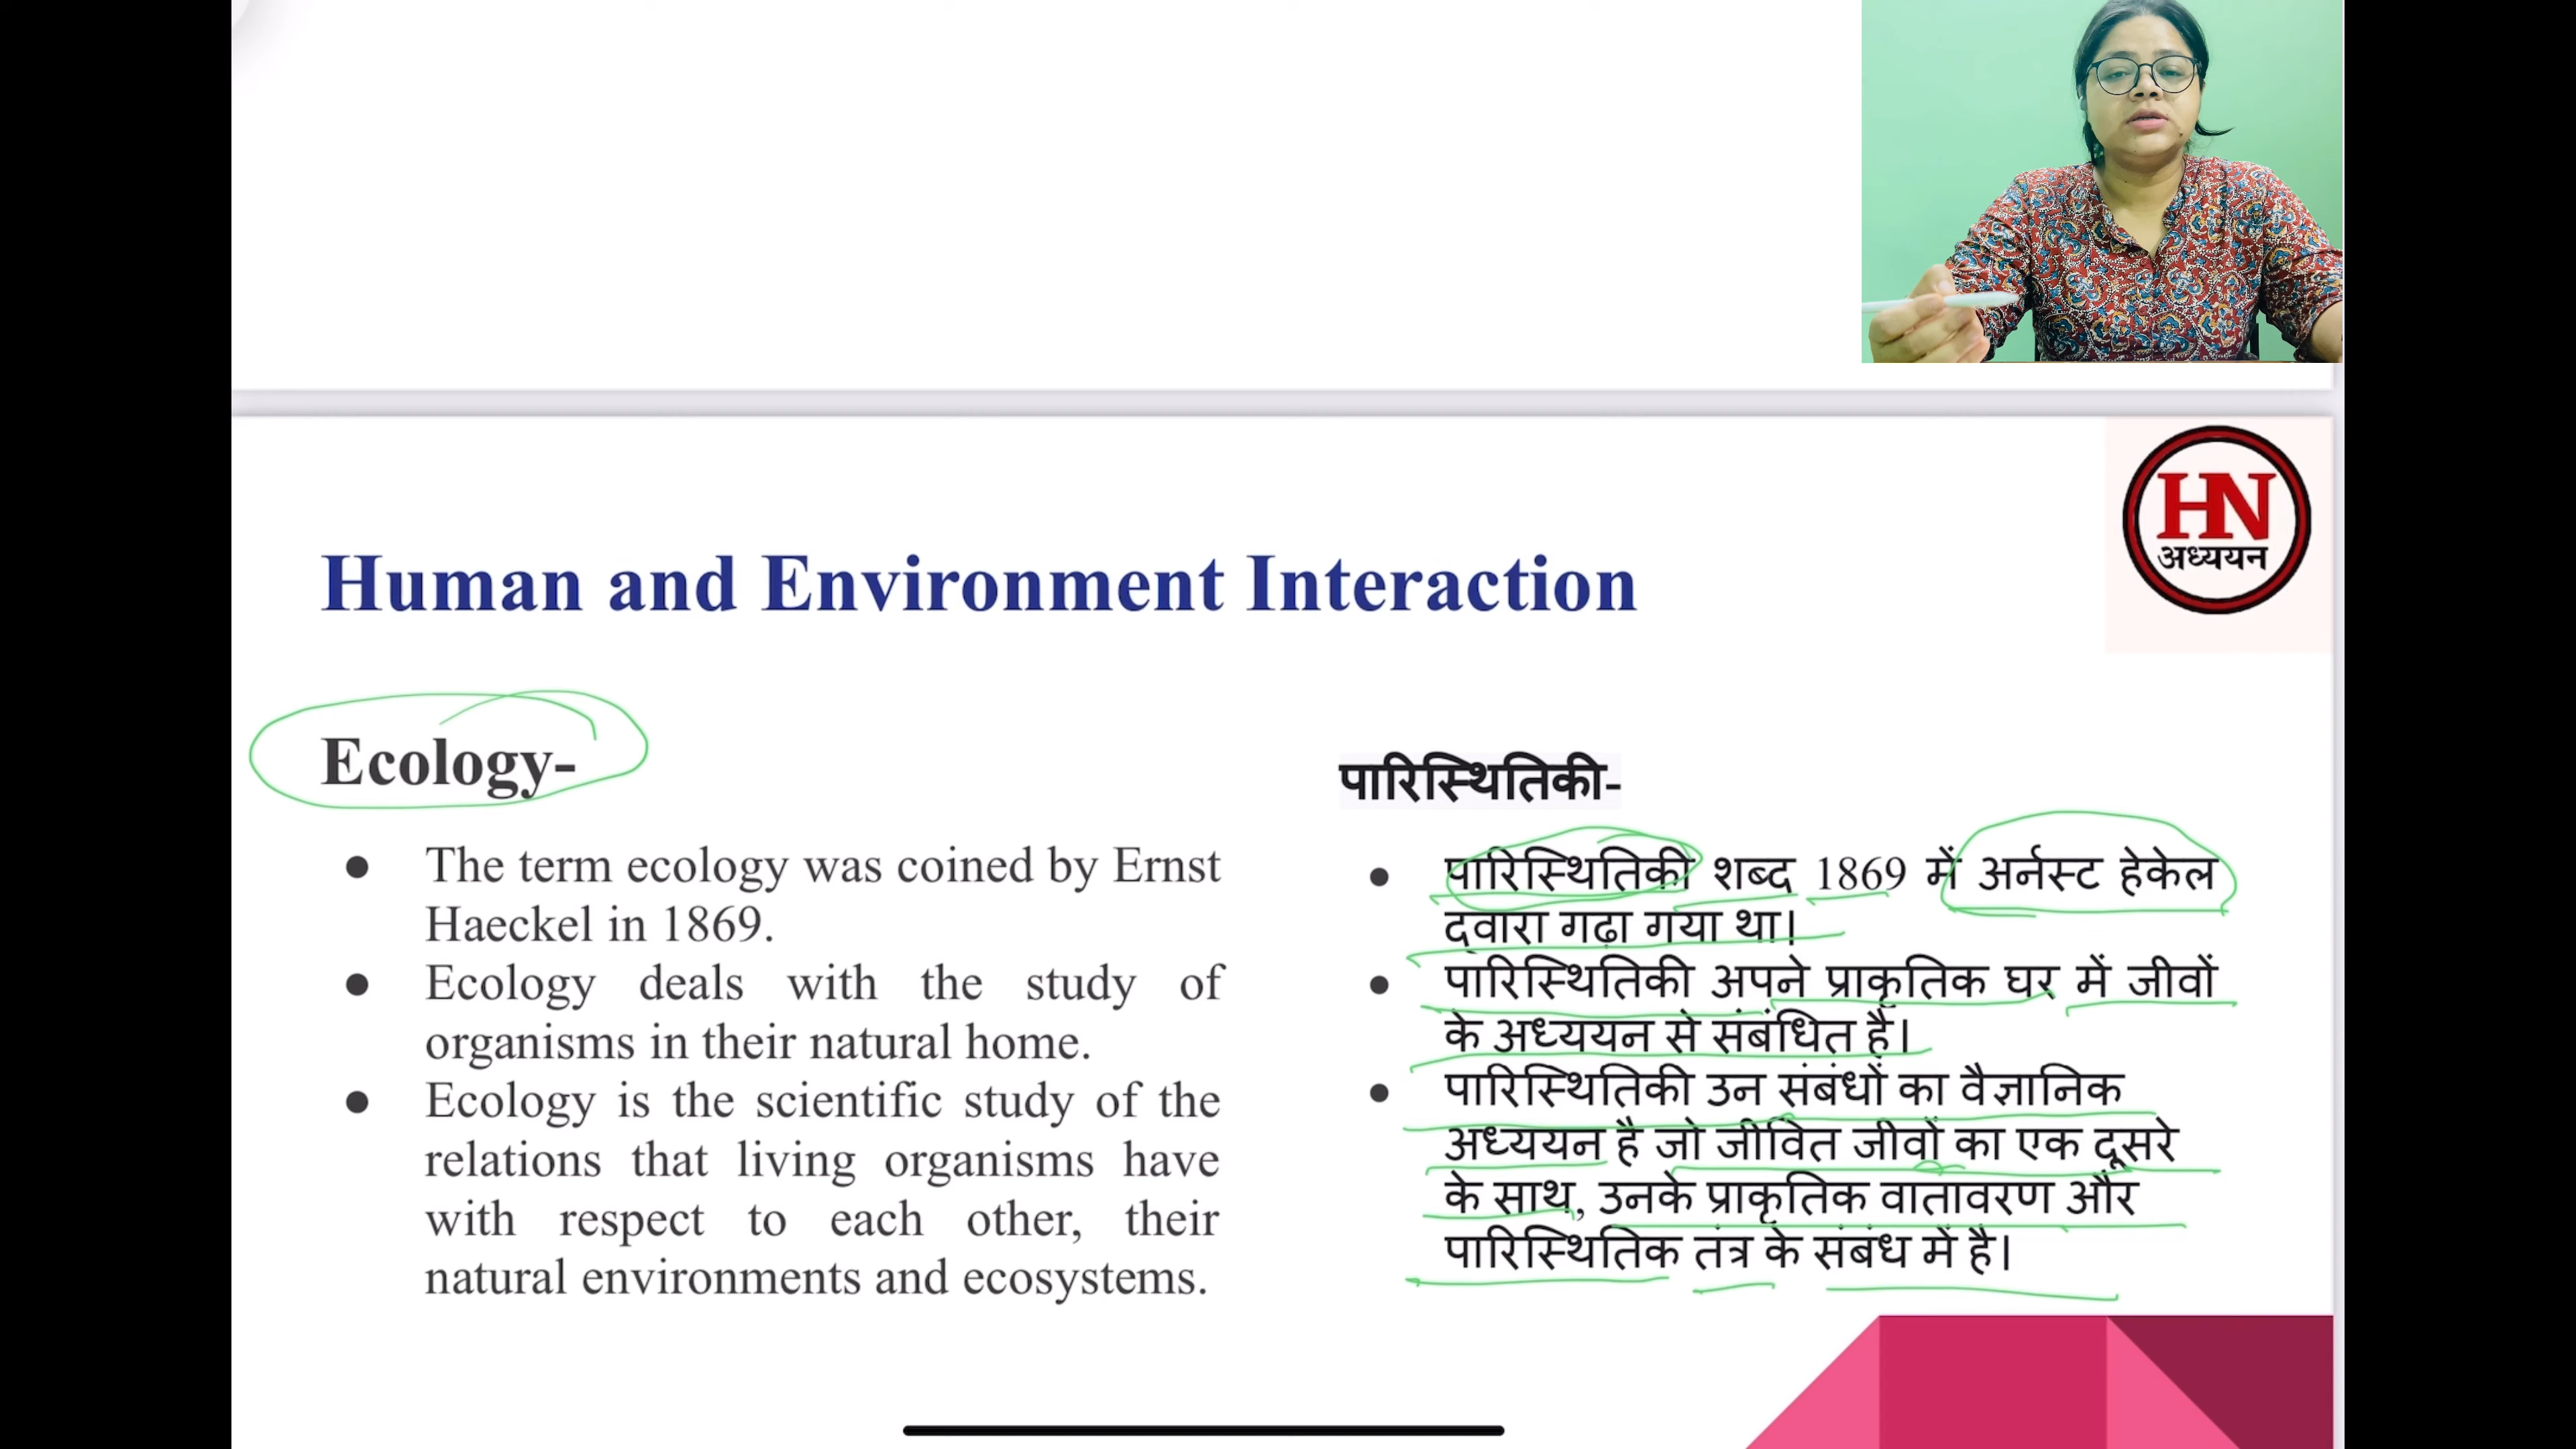 HN
अध्ययन
Human and Environment Interaction
Ecology-
● The term ecology was coined by Ernst
Haeckel in 1869.
● Ecology deals with the study of
organisms in their natural home.
● Ecology is the scientific study of the
relations that living organisms have
with respect to each other, their
natural environments and ecosystems.
पारिस्थितिकी-
● पारिस्थितिकी शब्द 1869 में अर्नस्ट हेकेल
द्वारा गढ़ा गया था।
● पारिस्थितिकी अपने प्राकृतिक घर में जीवों
के अध्ययन से संबंधित है।
● पारिस्थितिकी उन संबंधों का वैज्ञानिक
अध्ययन है जो जीवित जीवों का एक दूसरे
के साथ, उनके प्राकृतिक वातावरण और
पारिस्थितिक तंत्र के संबंध में है।